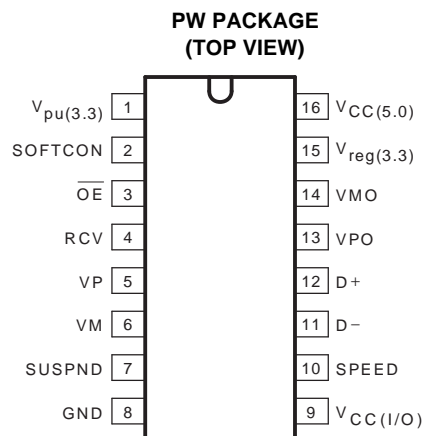 PW PACKAGE
(TOP VIEW)
Vpu(3.3) 1 16 VCC(5.0)
SOFTCON 2 15 Vreg(3.3)
OE 3 14 VMO
RCV 4 13 VPO
VP 5 12 D+
VM 6 11 D−
SUSPND 7 10 SPEED
GND 8 9 VCC(I/O)